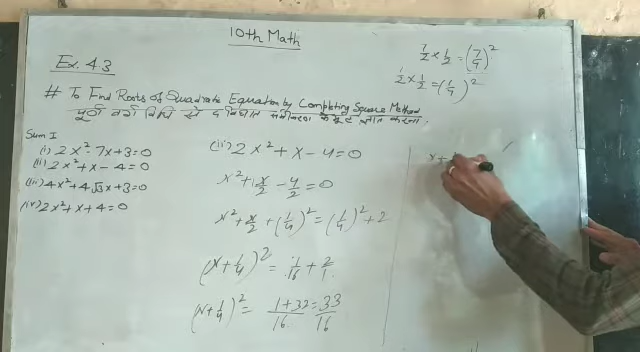 10th Math
1/2 × 1/2 = (7/4)²
1/2 × 1/2 = (1/4)²
Ex. 4.3
# To Find Roots of Quadratic Equation by Completing Square Method
पूर्ण वर्ग विधि से द्विघात समीकरण के मूल ज्ञात करना.
Sum I
(i) 2x² - 7x + 3 = 0
(ii) 2x² + x - 4 = 0
(iii) 4x² + 4√3x + 3 = 0
(iv) 2x² + x + 4 = 0
(ii) 2x² + x - 4 = 0
x² + x/2 - 4/2 = 0
x² + x/2 + (1/4)² = (1/4)² + 2
(x + 1/4)² = 1/16 + 2/1
(x + 1/4)² = 1+32/16 = 33/16
x +